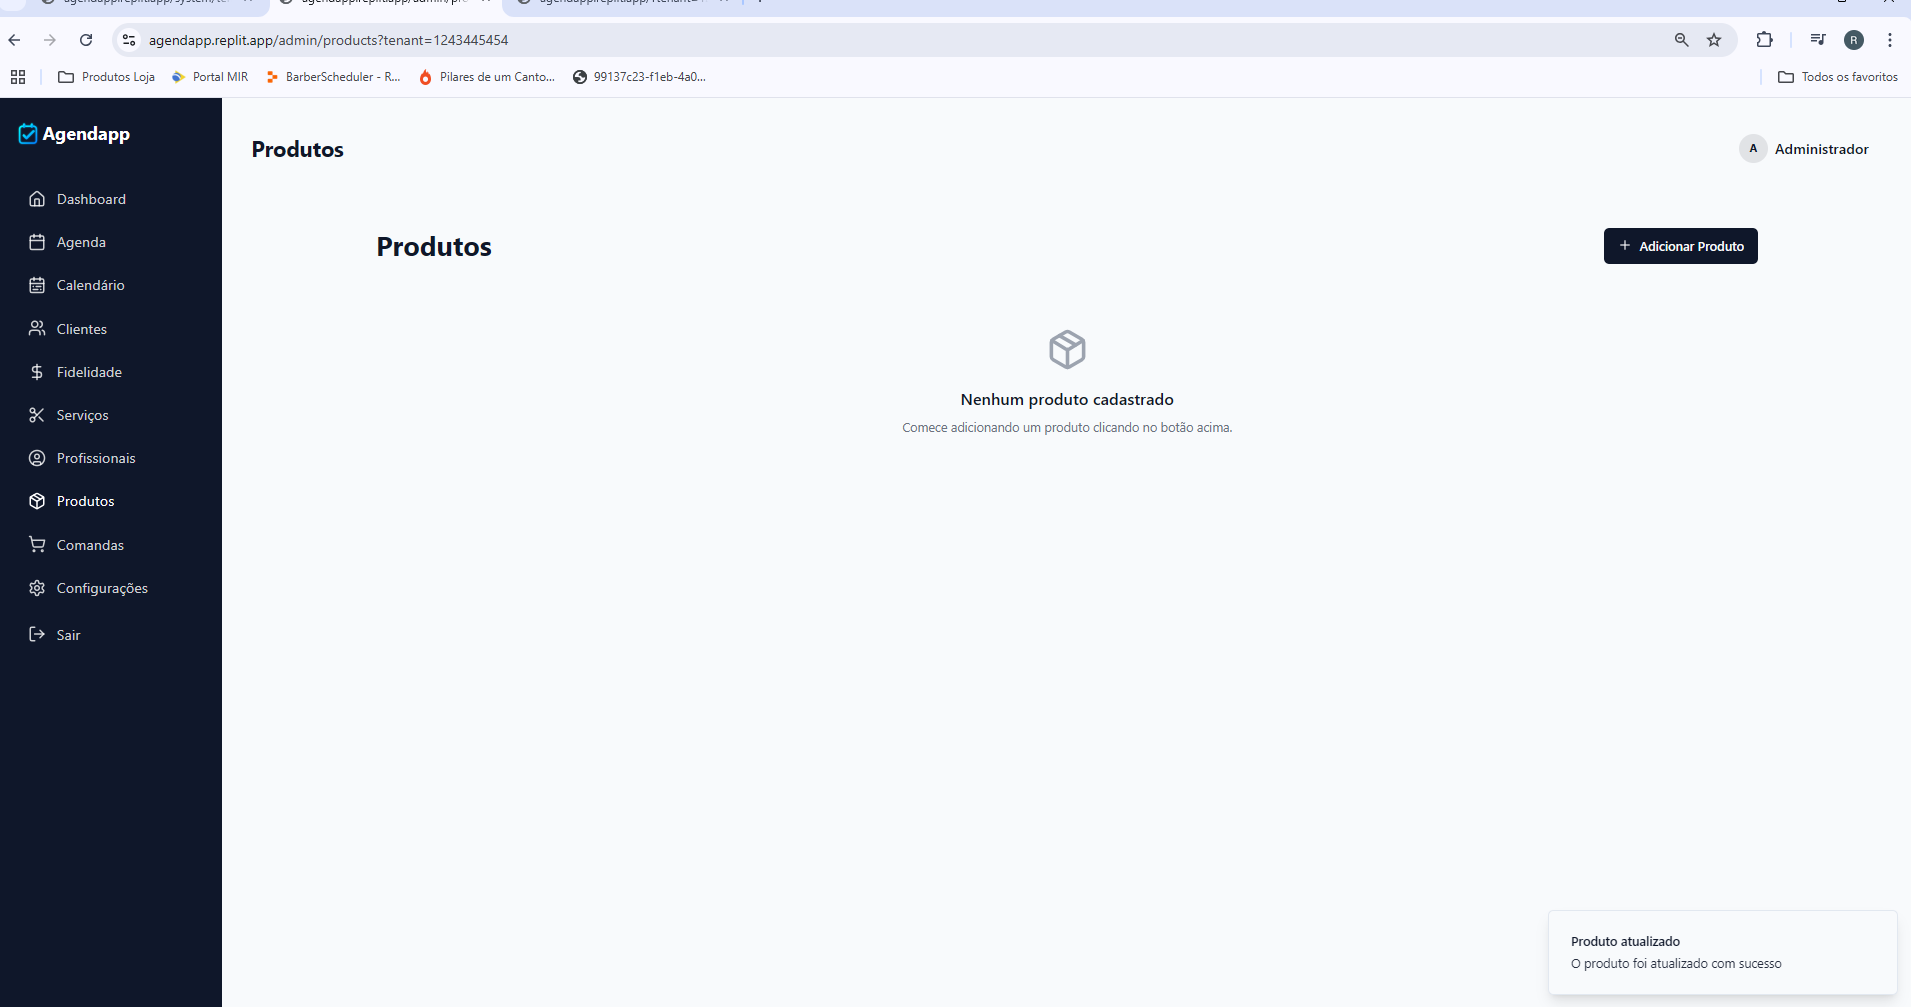 agendapp.replit.app/admin/products?tenant=1243445454
R
Produtos Loja
Portal MIR
BarberScheduler - R...
Pilares de um Canto...
99137c23-f1eb-4a0...
Todos os favoritos
Agendapp
Produtos
A
Administrador
Dashboard
Agenda
Calendário
Clientes
Fidelidade
Serviços
Profissionais
Produtos
Comandas
Configurações
Sair
Produtos
Adicionar Produto
Nenhum produto cadastrado
Comece adicionando um produto clicando no botão acima.
Produto atualizado
O produto foi atualizado com sucesso